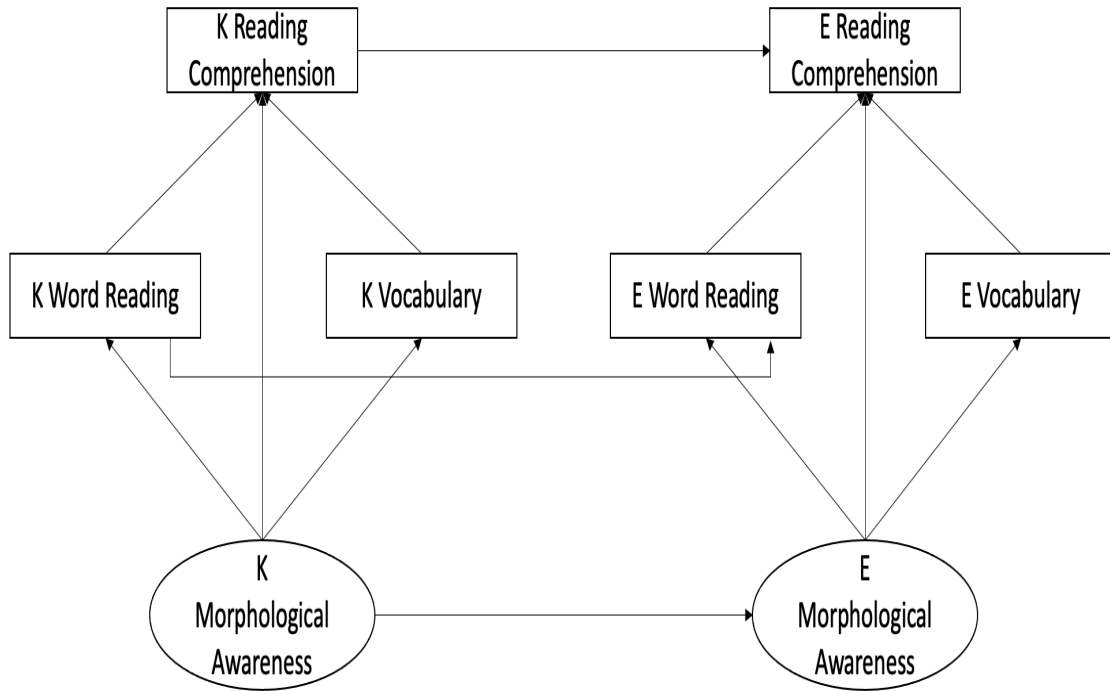 K Reading
Comprehension
E Reading
Comprehension
K Word Reading
K Vocabulary
E Word Reading
E Vocabulary
K
Morphological
Awareness
E
Morphological
Awareness